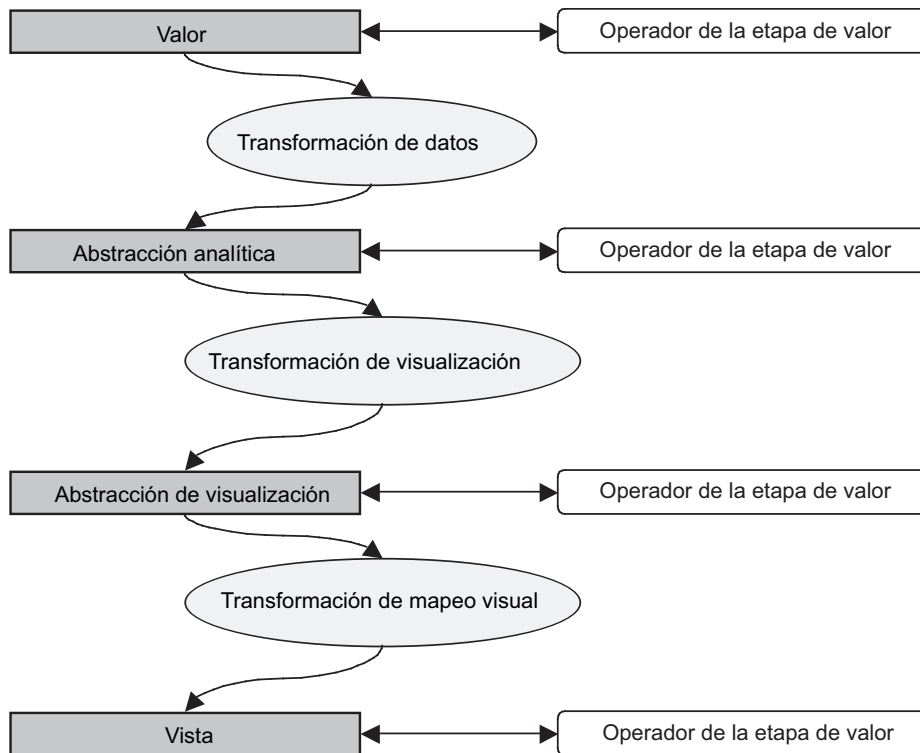 Valor
Operador de la etapa de valor
Transformación de datos
Abstracción analítica
Operador de la etapa de valor
Transformación de visualización
Abstracción de visualización
Operador de la etapa de valor
Transformación de mapeo visual
Vista
Operador de la etapa de valor